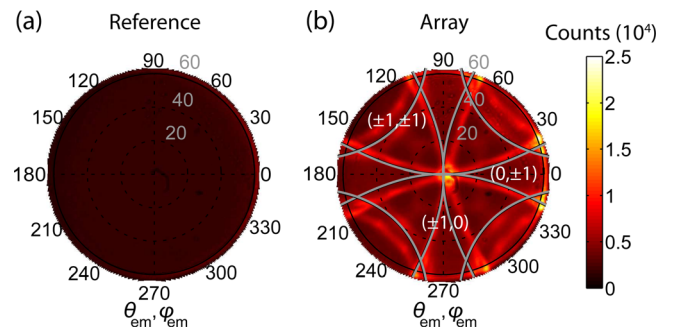 (a) Reference
90 60
120 60
150 40 30
20
180 0
210 330
240 300
270
θem,φem
(b) Array
90 60
120 60
40
150 (±1,±1) 30
20
180 (0,±1) 0
(±1,0)
210 330
240 300
270
θem,φem
Counts (10⁴)
2.5
2
1.5
1
0.5
0